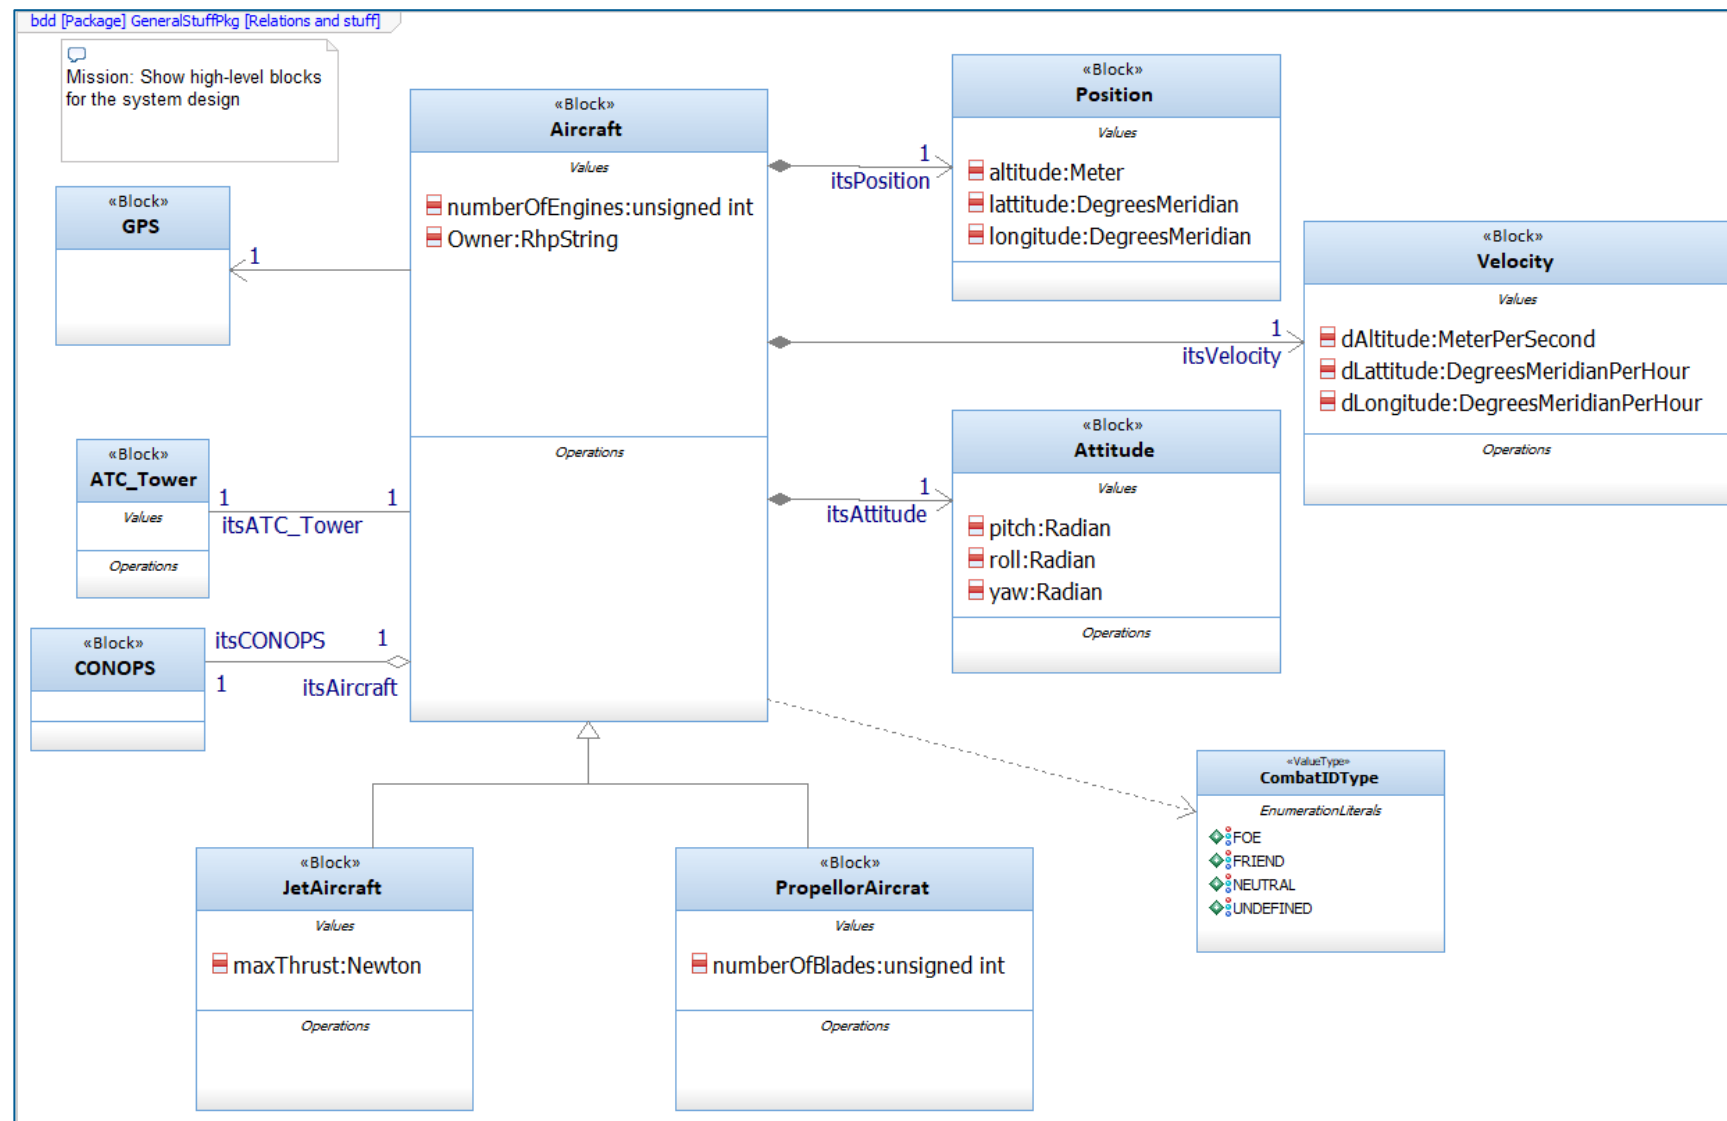 bdd [Package] GeneralStuffPkg [Relations and stuff]
Mission: Show high-level blocks
for the system design
«Block»
Aircraft
Values
numberOfEngines:unsigned int
Owner:RhpString
Operations
«Block»
Position
Values
altitude:Meter
lattitude:DegreesMeridian
longitude:DegreesMeridian
1
itsPosition
«Block»
GPS
1
«Block»
Velocity
Values
dAltitude:MeterPerSecond
dLattitude:DegreesMeridianPerHour
dLongitude:DegreesMeridianPerHour
Operations
1
itsVelocity
«Block»
ATC_Tower
Values
Operations
1
1
itsATC_Tower
«Block»
Attitude
Values
pitch:Radian
roll:Radian
yaw:Radian
Operations
1
itsAttitude
«Block»
CONOPS
itsCONOPS
1
1
itsAircraft
«ValueType»
CombatIDType
EnumerationLiterals
FOE
FRIEND
NEUTRAL
UNDEFINED
«Block»
JetAircraft
Values
maxThrust:Newton
Operations
«Block»
PropellorAircrat
Values
numberOfBlades:unsigned int
Operations